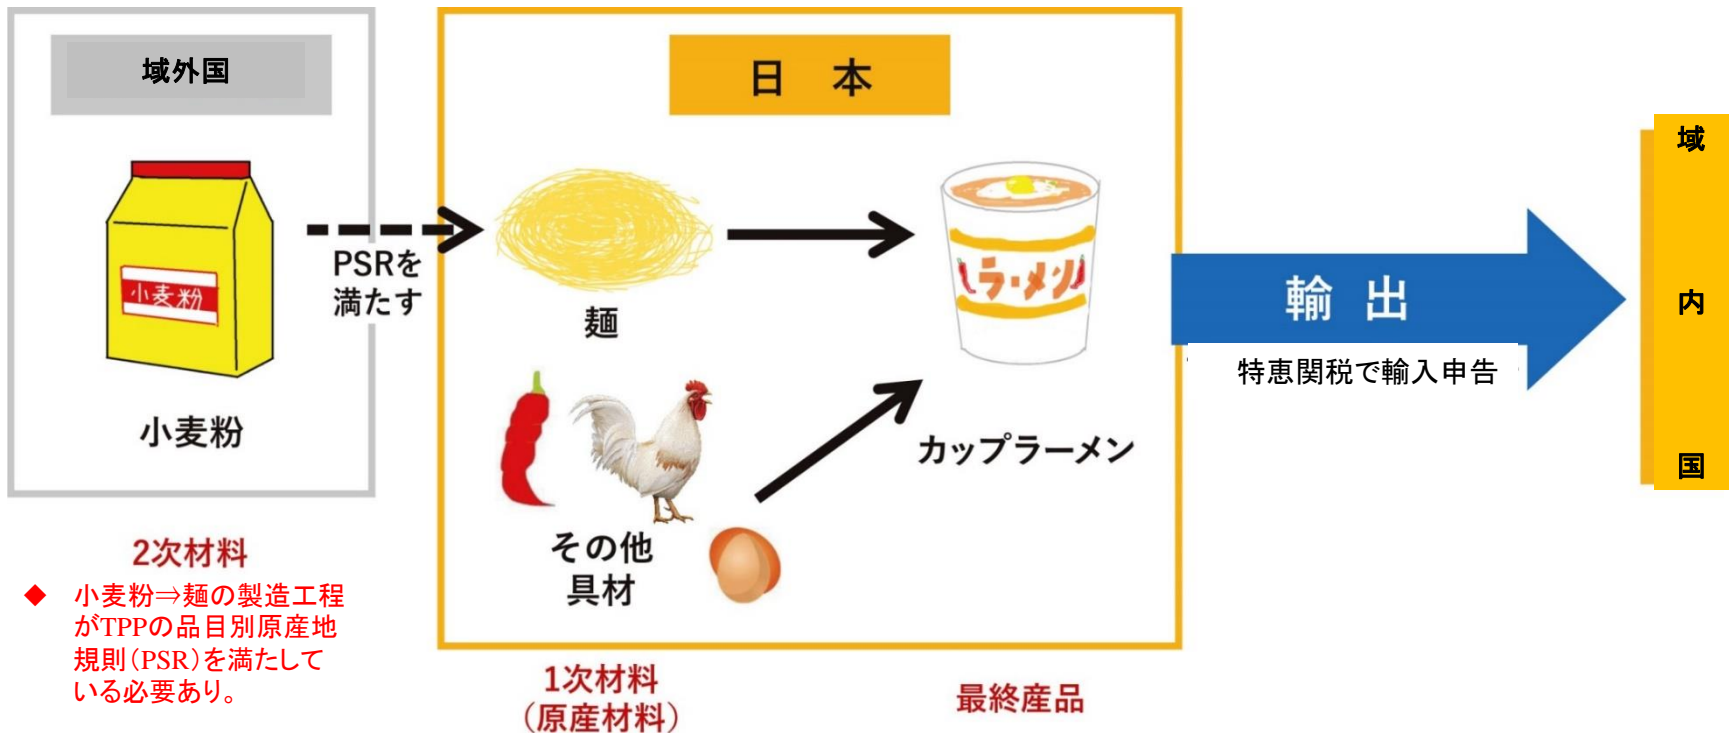 域外国
小麦粉
小麦粉
2次材料
◆ 小麦粉⇒麺の製造工程
がTPPの品目別原産地
規則(PSR)を満たして
いる必要あり。
PSRを
満たす
日 本
麺
その他
具材
1次材料
(原産材料)
ラーメン
カップラーメン
最終産品
輸 出
特恵関税で輸入申告
域
内
国